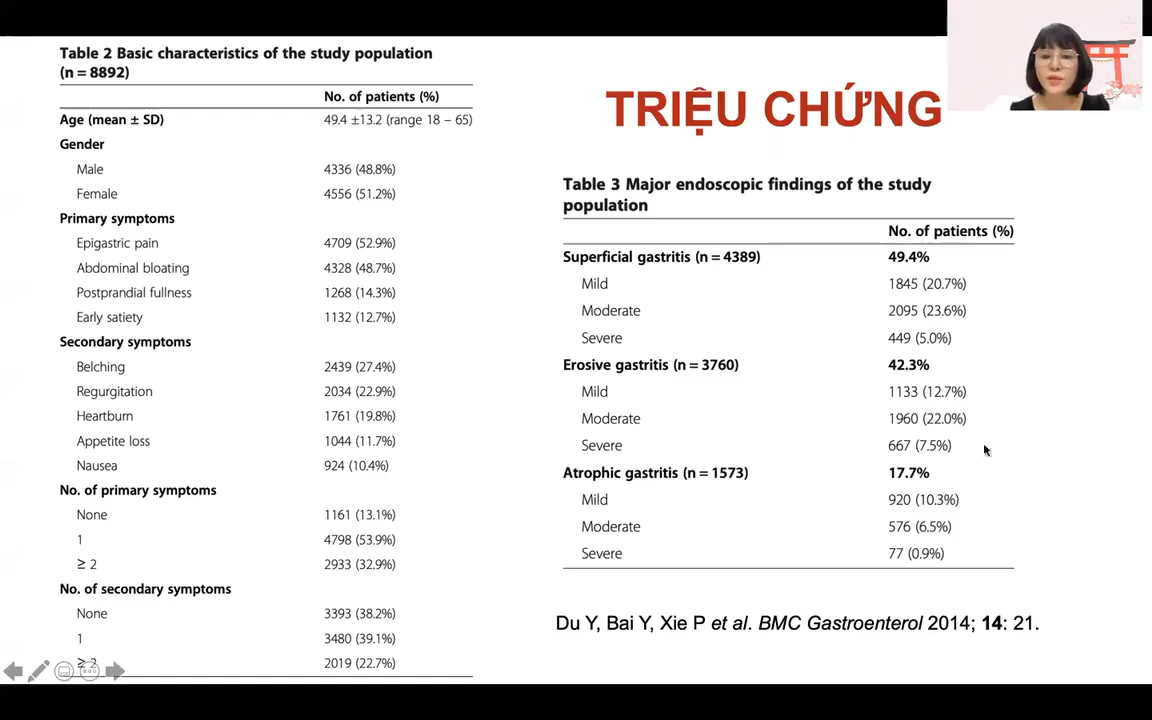 Table 2 Basic characteristics of the study population
(n = 8892)
No. of patients (%)
Age (mean ± SD) 49.4 ±13.2 (range 18 – 65)
Gender
Male 4336 (48.8%)
Female 4556 (51.2%)
Primary symptoms
Epigastric pain 4709 (52.9%)
Abdominal bloating 4328 (48.7%)
Postprandial fullness 1268 (14.3%)
Early satiety 1132 (12.7%)
Secondary symptoms
Belching 2439 (27.4%)
Regurgitation 2034 (22.9%)
Heartburn 1761 (19.8%)
Appetite loss 1044 (11.7%)
Nausea 924 (10.4%)
No. of primary symptoms
None 1161 (13.1%)
1 4798 (53.9%)
≥ 2 2933 (32.9%)
No. of secondary symptoms
None 3393 (38.2%)
1 3480 (39.1%)
≥ 2 2019 (22.7%)
TRIỆU CHỨNG
Table 3 Major endoscopic findings of the study
population
No. of patients (%)
Superficial gastritis (n = 4389) 49.4%
Mild 1845 (20.7%)
Moderate 2095 (23.6%)
Severe 449 (5.0%)
Erosive gastritis (n = 3760) 42.3%
Mild 1133 (12.7%)
Moderate 1960 (22.0%)
Severe 667 (7.5%)
Atrophic gastritis (n = 1573) 17.7%
Mild 920 (10.3%)
Moderate 576 (6.5%)
Severe 77 (0.9%)
Du Y, Bai Y, Xie P et al. BMC Gastroenterol 2014; 14: 21.